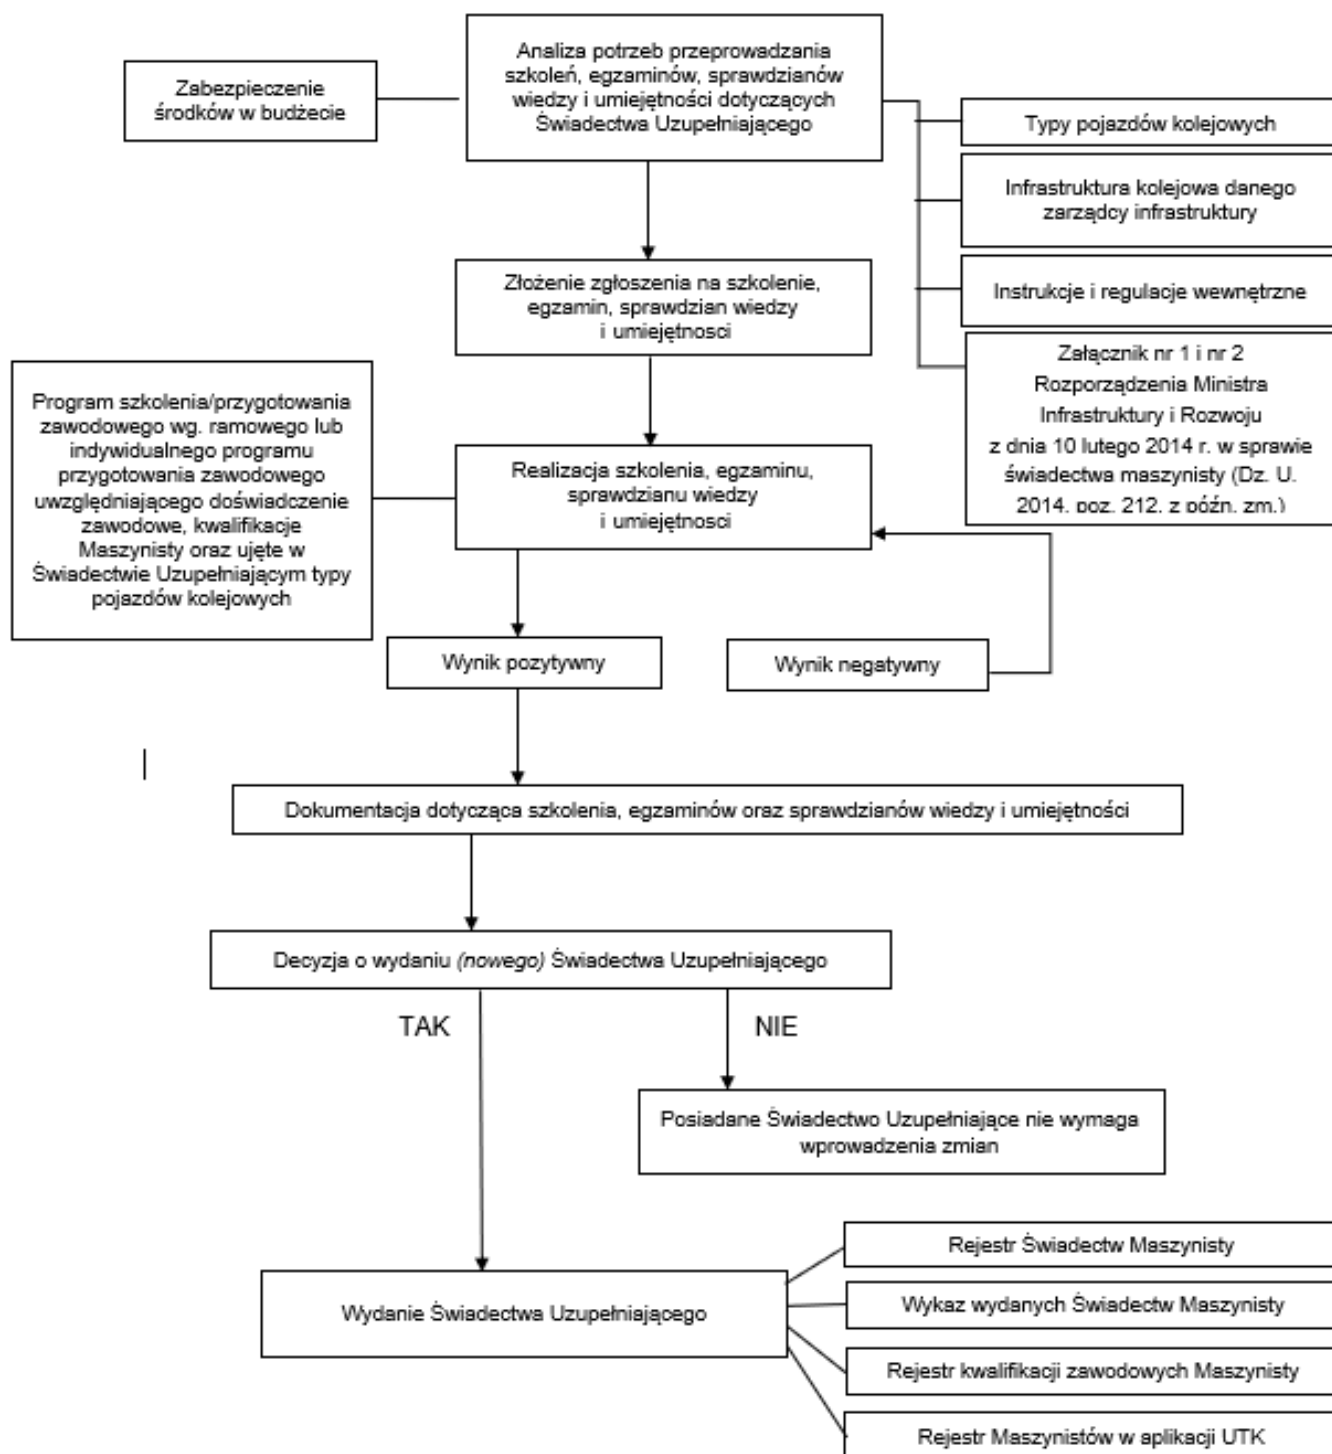 Analiza potrzeb przeprowadzania
szkoleń, egzaminów, sprawdzianów
wiedzy i umiejętności dotyczących
Świadectwa Uzupełniającego
Zabezpieczenie
środków w budżecie
Typy pojazdów kolejowych
Infrastruktura kolejowa danego
zarządcy infrastruktury
Instrukcje i regulacje wewnętrzne
Załącznik nr 1 i nr 2
Rozporządzenia Ministra
Infrastruktury i Rozwoju
z dnia 10 lutego 2014 r. w sprawie
świadectwa maszynisty (Dz. U.
2014. poz. 212. z późn. zm.)
Złożenie zgłoszenia na szkolenie,
egzamin, sprawdzian wiedzy
i umiejętnosci
Program szkolenia/przygotowania
zawodowego wg. ramowego lub
indywidualnego programu
przygotowania zawodowego
uwzględniającego doświadczenie
zawodowe, kwalifikacje
Maszynisty oraz ujęte w
Świadectwie Uzupełniającym typy
pojazdów kolejowych
Realizacja szkolenia, egzaminu,
sprawdzianu wiedzy
i umiejętnosci
Wynik pozytywny
Wynik negatywny
Dokumentacja dotycząca szkolenia, egzaminów oraz sprawdzianów wiedzy i umiejętności
Decyzja o wydaniu (nowego) Świadectwa Uzupełniającego
TAK
NIE
Posiadane Świadectwo Uzupełniające nie wymaga
wprowadzenia zmian
Wydanie Świadectwa Uzupełniającego
Rejestr Świadectw Maszynisty
Wykaz wydanych Świadectw Maszynisty
Rejestr kwalifikacji zawodowych Maszynisty
Rejestr Maszynistów w aplikacji UTK